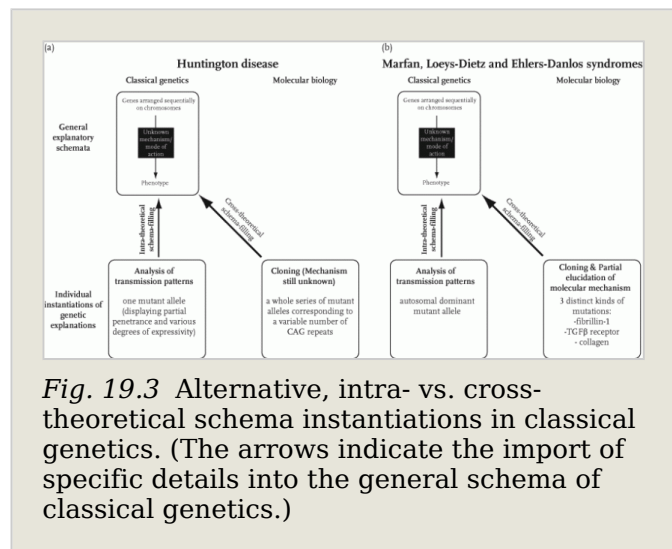 (a)
Huntington disease
Classical genetics
Molecular biology
General
explanatory
schemata
Genes arranged sequentially
on chromosomes
Unknown
mechanism/
mode of
action
Phenotype
Intra-theoretical
schema-filling
Cross-theoretical
schema-filling
Individual
instantiations of
genetic
explanations
Analysis of
transmission patterns
one mutant allele
(displaying partial
penetrance and various
degrees of expressivity)
Cloning (Mechanism
still unknown)
a whole series of mutant
alleles corresponding to
a variable number of
CAG repeats
(b)
Marfan, Loeys-Dietz and Ehlers-Danlos syndromes
Classical genetics
Molecular biology
Genes arranged sequentially
on chromosomes
Unknown
mechanism/
mode of
action
Phenotype
Intra-theoretical
schema-filling
Cross-theoretical
schema-filling
Analysis of
transmission patterns
autosomal dominant
mutant allele
Cloning & Partial
elucidation of
molecular mechanism
3 distinct kinds of
mutations:
-fibrillin-1
-TGFβ receptor
- collagen
Fig. 19.3 Alternative, intra- vs. cross-
theoretical schema instantiations in classical
genetics. (The arrows indicate the import of
specific details into the general schema of
classical genetics.)